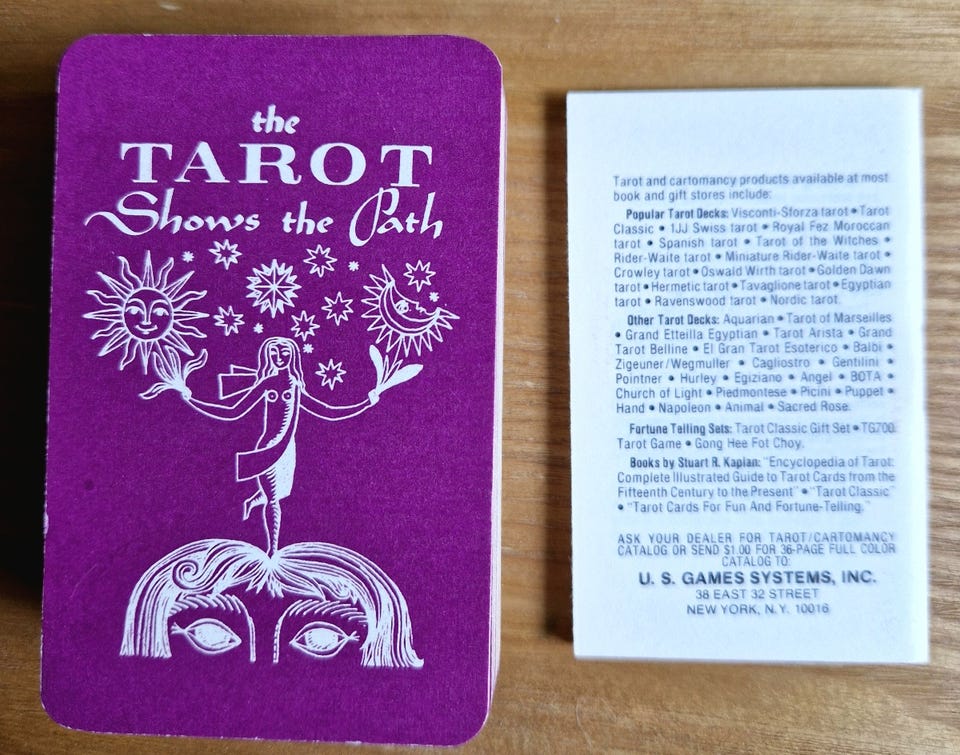 the
TAROT
Shows the Path
Tarot and cartomancy products available at most
book and gift stores include:
Popular Tarot Decks: Visconti-Sforza tarot • Tarot
Classic • 1JJ Swiss tarot • Royal Fez Moroccan
tarot • Spanish tarot • Tarot of the Witches •
Rider-Waite tarot • Miniature Rider-Waite tarot •
Crowley tarot • Oswald Wirth tarot • Golden Dawn
tarot • Hermetic tarot • Tavaglione tarot • Egyptian
tarot • Ravenswood tarot • Nordic tarot.
Other Tarot Decks: Aquarian • Tarot of Marseilles
• Grand Etteilla Egyptian • Tarot Arista • Grand
Tarot Belline • El Gran Tarot Esoterico • Balbi •
Zigeuner/Wegmuller • Cagliostro • Gentilini •
Pointner • Hurley • Egiziano • Angel • BOTA •
Church of Light • Piedmontese • Picini • Puppet •
Hand • Napoleon • Animal • Sacred Rose.
Fortune Telling Sets: Tarot Classic Gift Set • TG700
Tarot Game • Gong Hee Fot Choy.
Books by Stuart R. Kaplan: "Encyclopedia of Tarot:
Complete Illustrated Guide to Tarot Cards from the
Fifteenth Century to the Present" • "Tarot Classic"
• "Tarot Cards For Fun And Fortune-Telling."
ASK YOUR DEALER FOR TAROT/CARTOMANCY
CATALOG OR SEND $1.00 FOR 36-PAGE FULL COLOR
CATALOG TO:
U. S. GAMES SYSTEMS, INC.
38 EAST 32 STREET
NEW YORK, N.Y. 10016